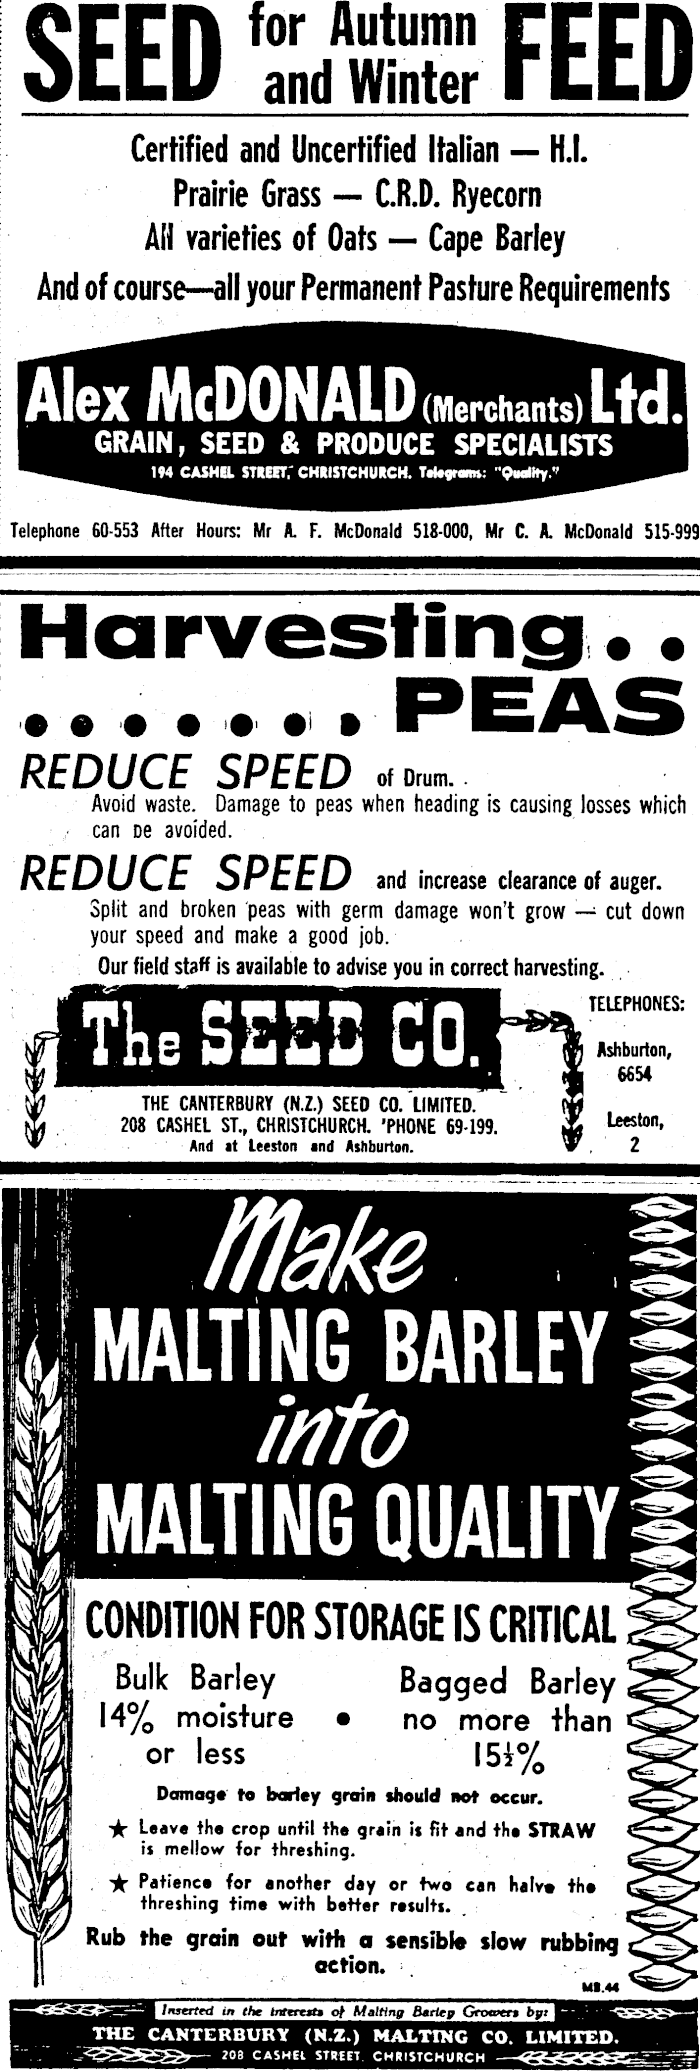 SEED for Autumn and Winter FEED
Certified and Uncertified Italian — H.I.
Prairie Grass — C.R.D. Ryecorn
All varieties of Oats — Cape Barley
And of course—all your Permanent Pasture Requirements
Alex McDONALD (Merchants) Ltd.
GRAIN, SEED & PRODUCE SPECIALISTS
194 CASHEL STREET, CHRISTCHURCH. Telegrams: "Quality."
Telephone 60-553 After Hours: Mr A. F. McDonald 518-000, Mr C. A. McDonald 515-999
Harvesting . .
. . . . . . . PEAS
REDUCE SPEED of Drum.
Avoid waste. Damage to peas when heading is causing losses which
can be avoided.
REDUCE SPEED and increase clearance of auger.
Split and broken peas with germ damage won't grow — cut down
your speed and make a good job.
Our field staff is available to advise you in correct harvesting.
The SEED CO.
THE CANTERBURY (N.Z.) SEED CO. LIMITED.
208 CASHEL ST., CHRISTCHURCH. 'PHONE 69-199.
And at Leeston and Ashburton.
TELEPHONES:
Ashburton,
6654
Leeston,
2
Make
MALTING BARLEY
into
MALTING QUALITY
CONDITION FOR STORAGE IS CRITICAL
Bulk Barley
14% moisture
or less
•
Bagged Barley
no more than
15½%
Damage to barley grain should not occur.
★ Leave the crop until the grain is fit and the STRAW
is mellow for threshing.
★ Patience for another day or two can halve the
threshing time with better results.
Rub the grain out with a sensible slow rubbing
action.
MB.44
Inserted in the interests of Malting Barley Growers by:
THE CANTERBURY (N.Z.) MALTING CO. LIMITED.
208 CASHEL STREET, CHRISTCHURCH